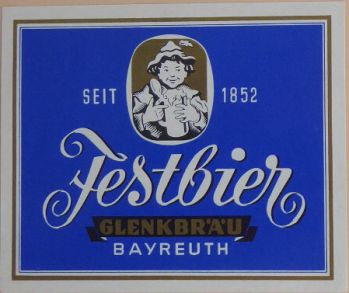 SEIT 1852
Festbier
GLENKBRÄU
BAYREUTH